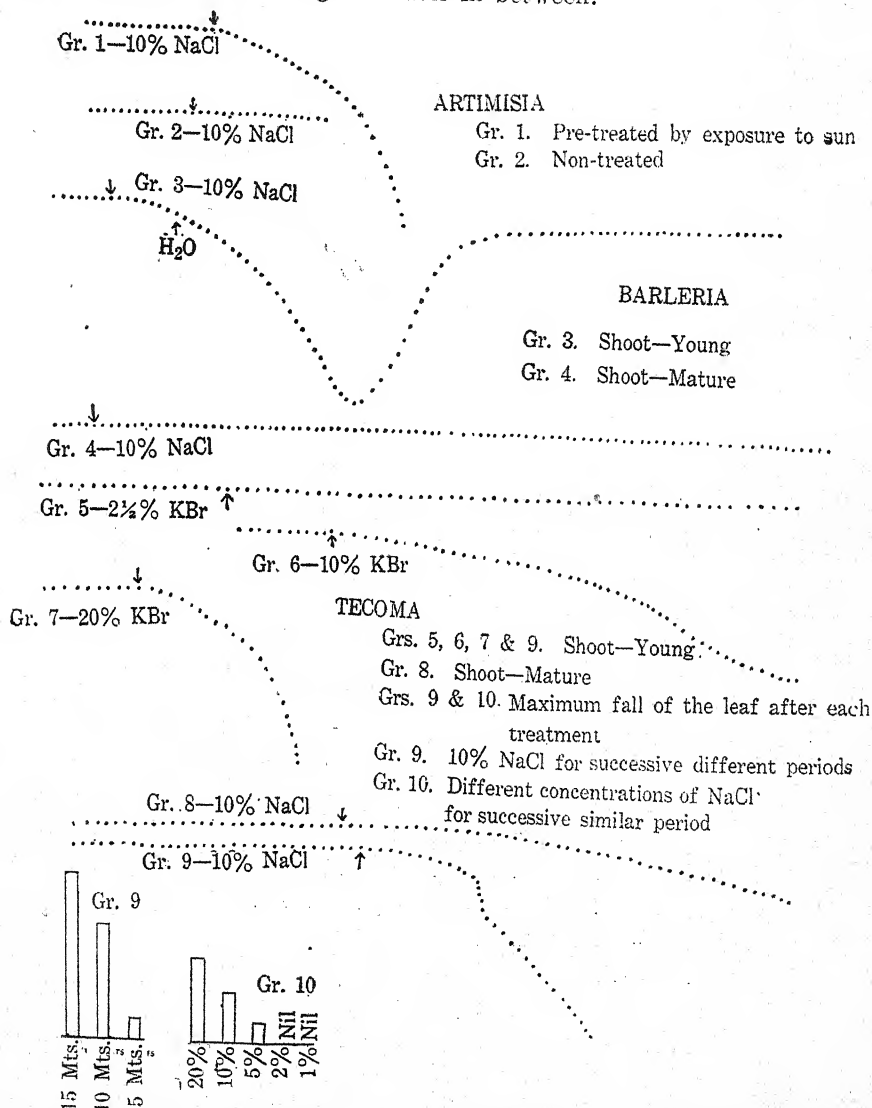 in between.
Gr. 1—10% NaCl
ARTIMISIA
Gr. 1. Pre-treated by exposure to sun
Gr. 2. Non-treated
Gr. 2—10% NaCl
Gr. 3—10% NaCl
H₂O
BARLERIA
Gr. 3. Shoot—Young
Gr. 4. Shoot—Mature
Gr. 4—10% NaCl
Gr. 5—2½% KBr
Gr. 6—10% KBr
Gr. 7—20% KBr
TECOMA
Grs. 5, 6, 7 & 9. Shoot—Young
Gr. 8. Shoot—Mature
Grs. 9 & 10. Maximum fall of the leaf after each
treatment
Gr. 9. 10% NaCl for successive different periods
Gr. 10. Different concentrations of NaCl
for successive similar period
Gr. 8—10% NaCl
Gr. 9—10% NaCl
Gr. 9
15 Mts.
10 Mts.
5 Mts.
Gr. 10
20%
10%
5%
2% Nil
1% Nil